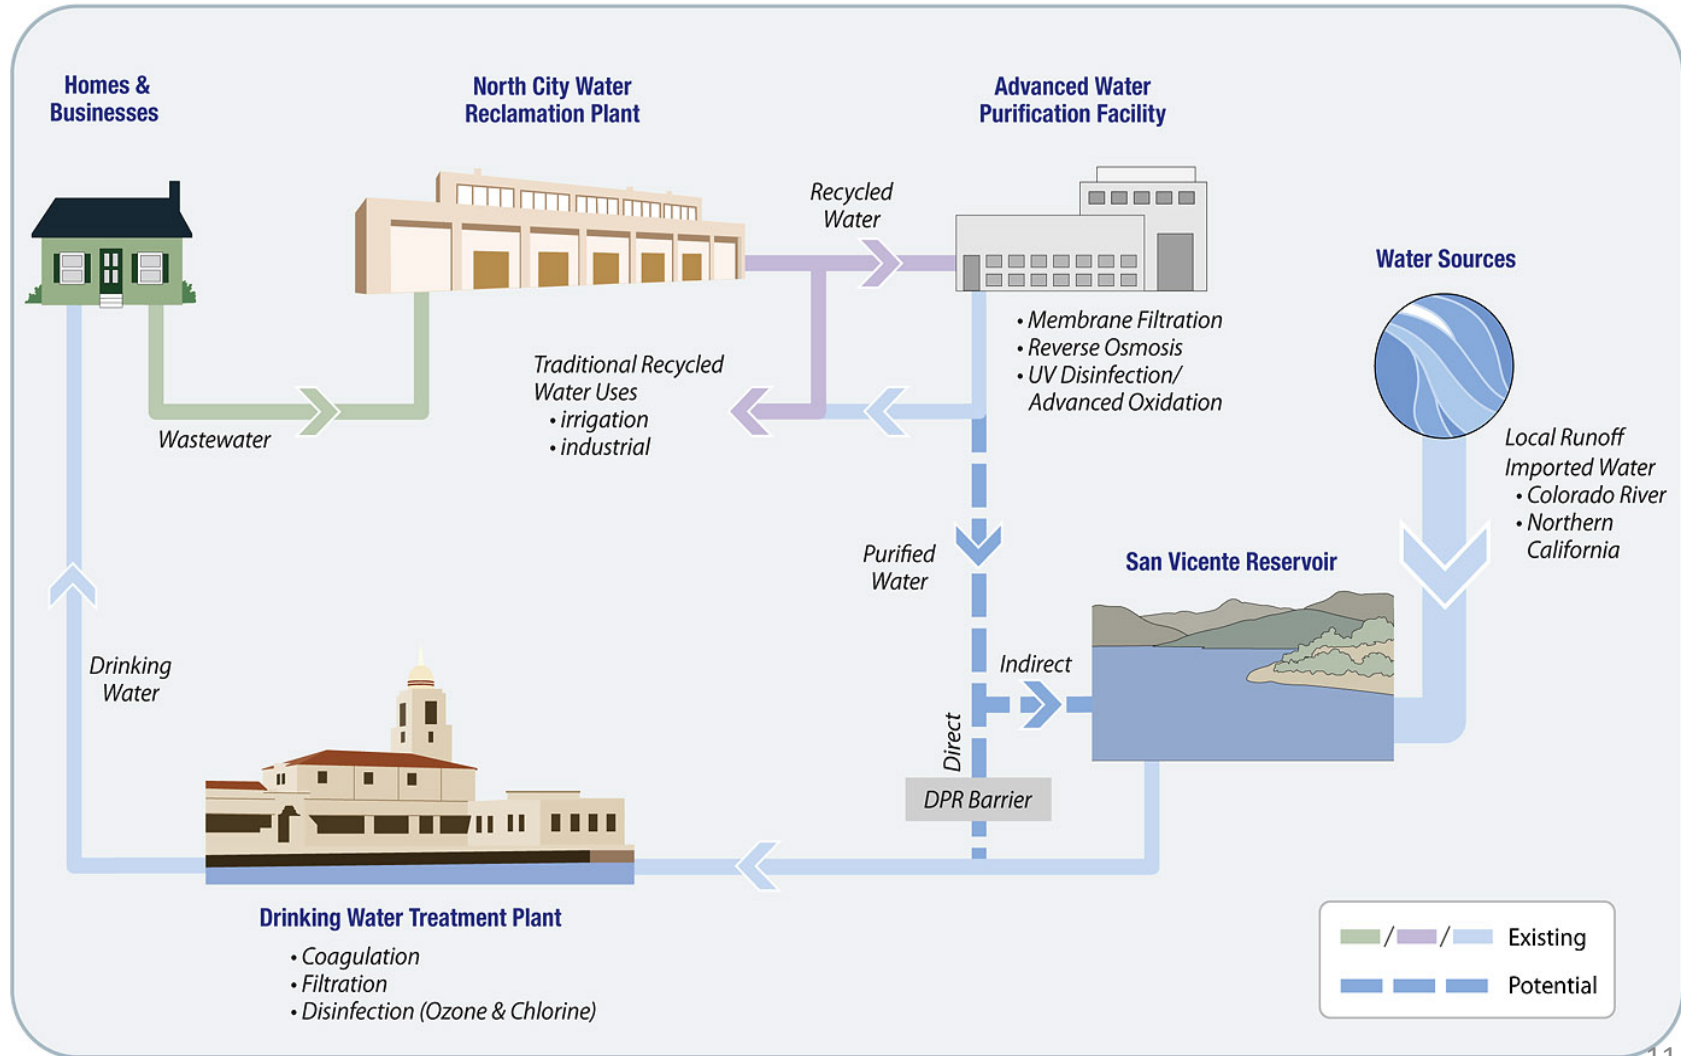 Homes &
Businesses
North City Water
Reclamation Plant
Advanced Water
Purification Facility
Recycled
Water
Water Sources
• Membrane Filtration
• Reverse Osmosis
• UV Disinfection/
Advanced Oxidation
Traditional Recycled
Water Uses
• irrigation
• industrial
Wastewater
Local Runoff
Imported Water
• Colorado River
• Northern
California
Purified
Water
San Vicente Reservoir
Drinking
Water
Indirect
Direct
DPR Barrier
Drinking Water Treatment Plant
• Coagulation
• Filtration
• Disinfection (Ozone & Chlorine)
/ / Existing
Potential
11